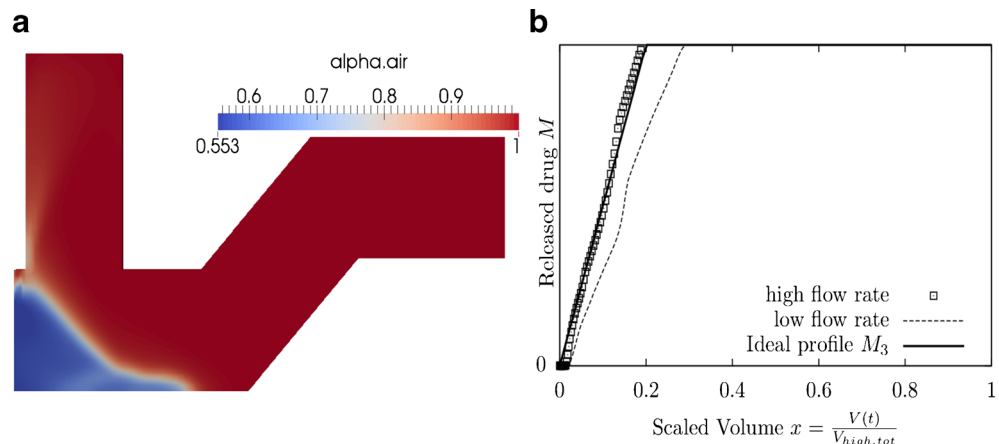 a
alpha.air
0.6 0.7 0.8 0.9
0.553 1
b
Released drug M
0
high flow rate
low flow rate
Ideal profile M₃
0 0.2 0.4 0.6 0.8 1
Scaled Volume x = V(t) / V_high,tot